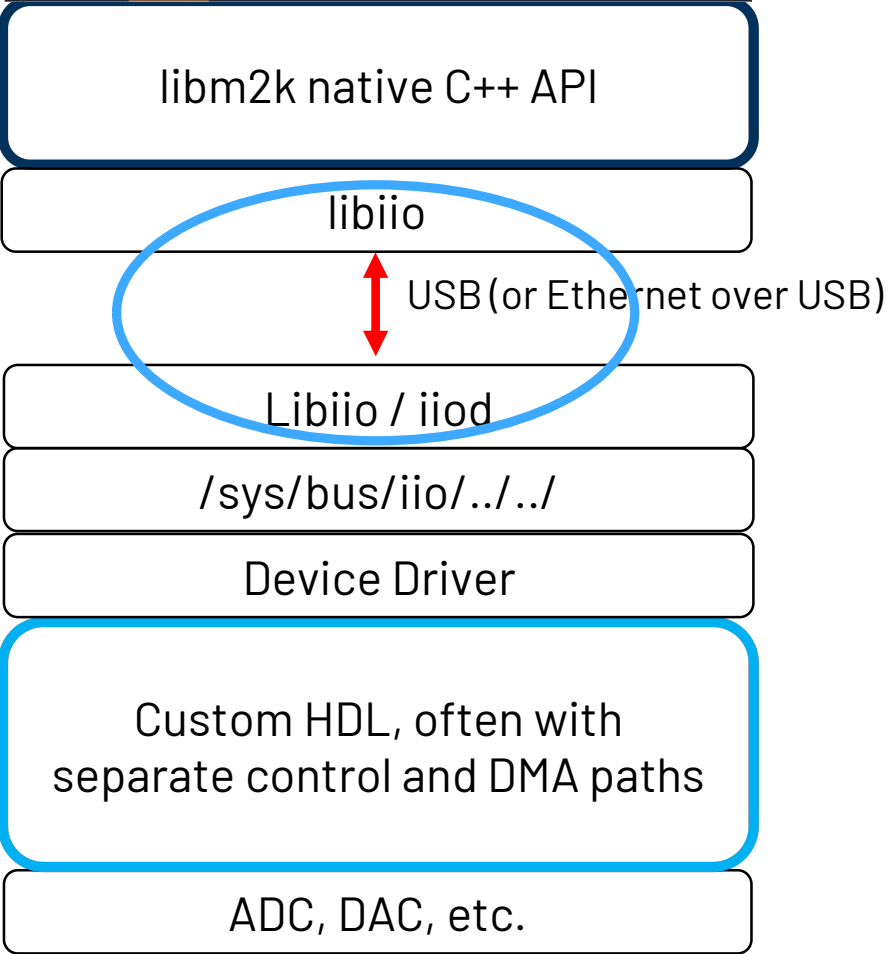 libm2k native C++ API
libiio
USB (or Ethernet over USB)
Libiio / iiod
/sys/bus/iio/../../
Device Driver
Custom HDL, often with
separate control and DMA paths
ADC, DAC, etc.